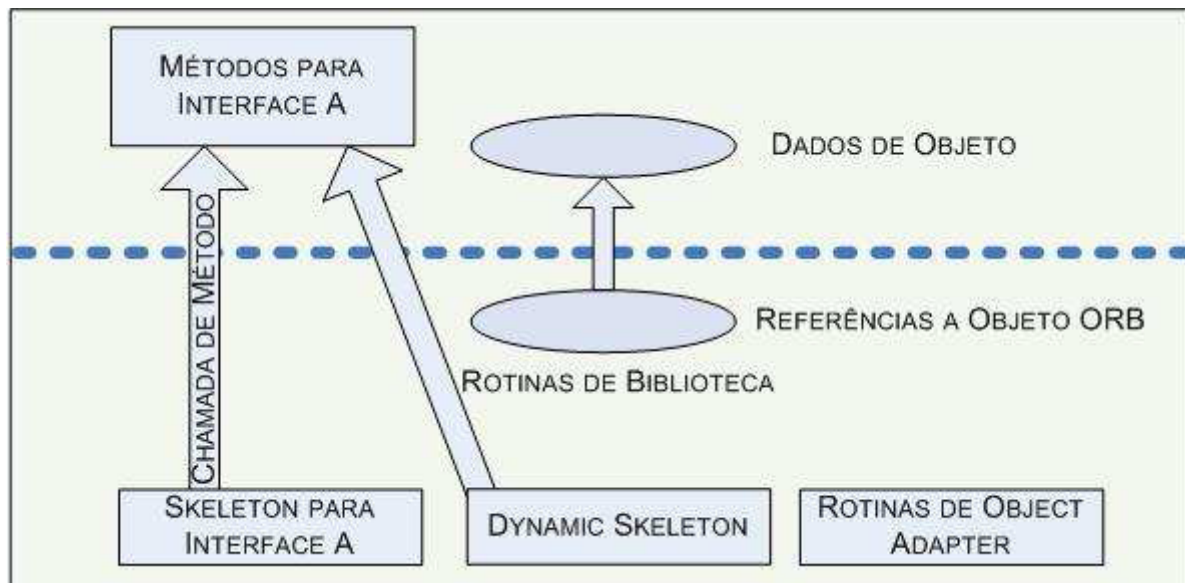 MÉTODOS PARA
INTERFACE A
DADOS DE OBJETO
CHAMADA DE MÉTODO
REFERÊNCIAS A OBJETO ORB
ROTINAS DE BIBLIOTECA
SKELETON PARA
INTERFACE A
DYNAMIC SKELETON
ROTINAS DE OBJECT
ADAPTER